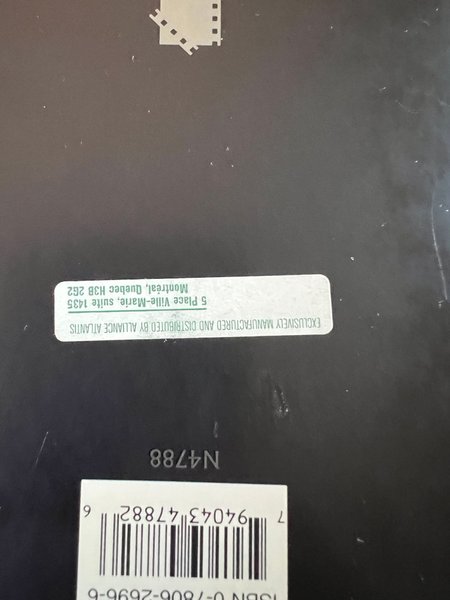 ISBN 0-7806-2696-6
7 94043 47882 6
N4788
EXCLUSIVELY MANUFACTURED AND DISTRIBUTED BY ALLIANCE ATLANTIS
5 Place Ville-Marie, suite 1435
Montréal, Quebec H3B 2G2